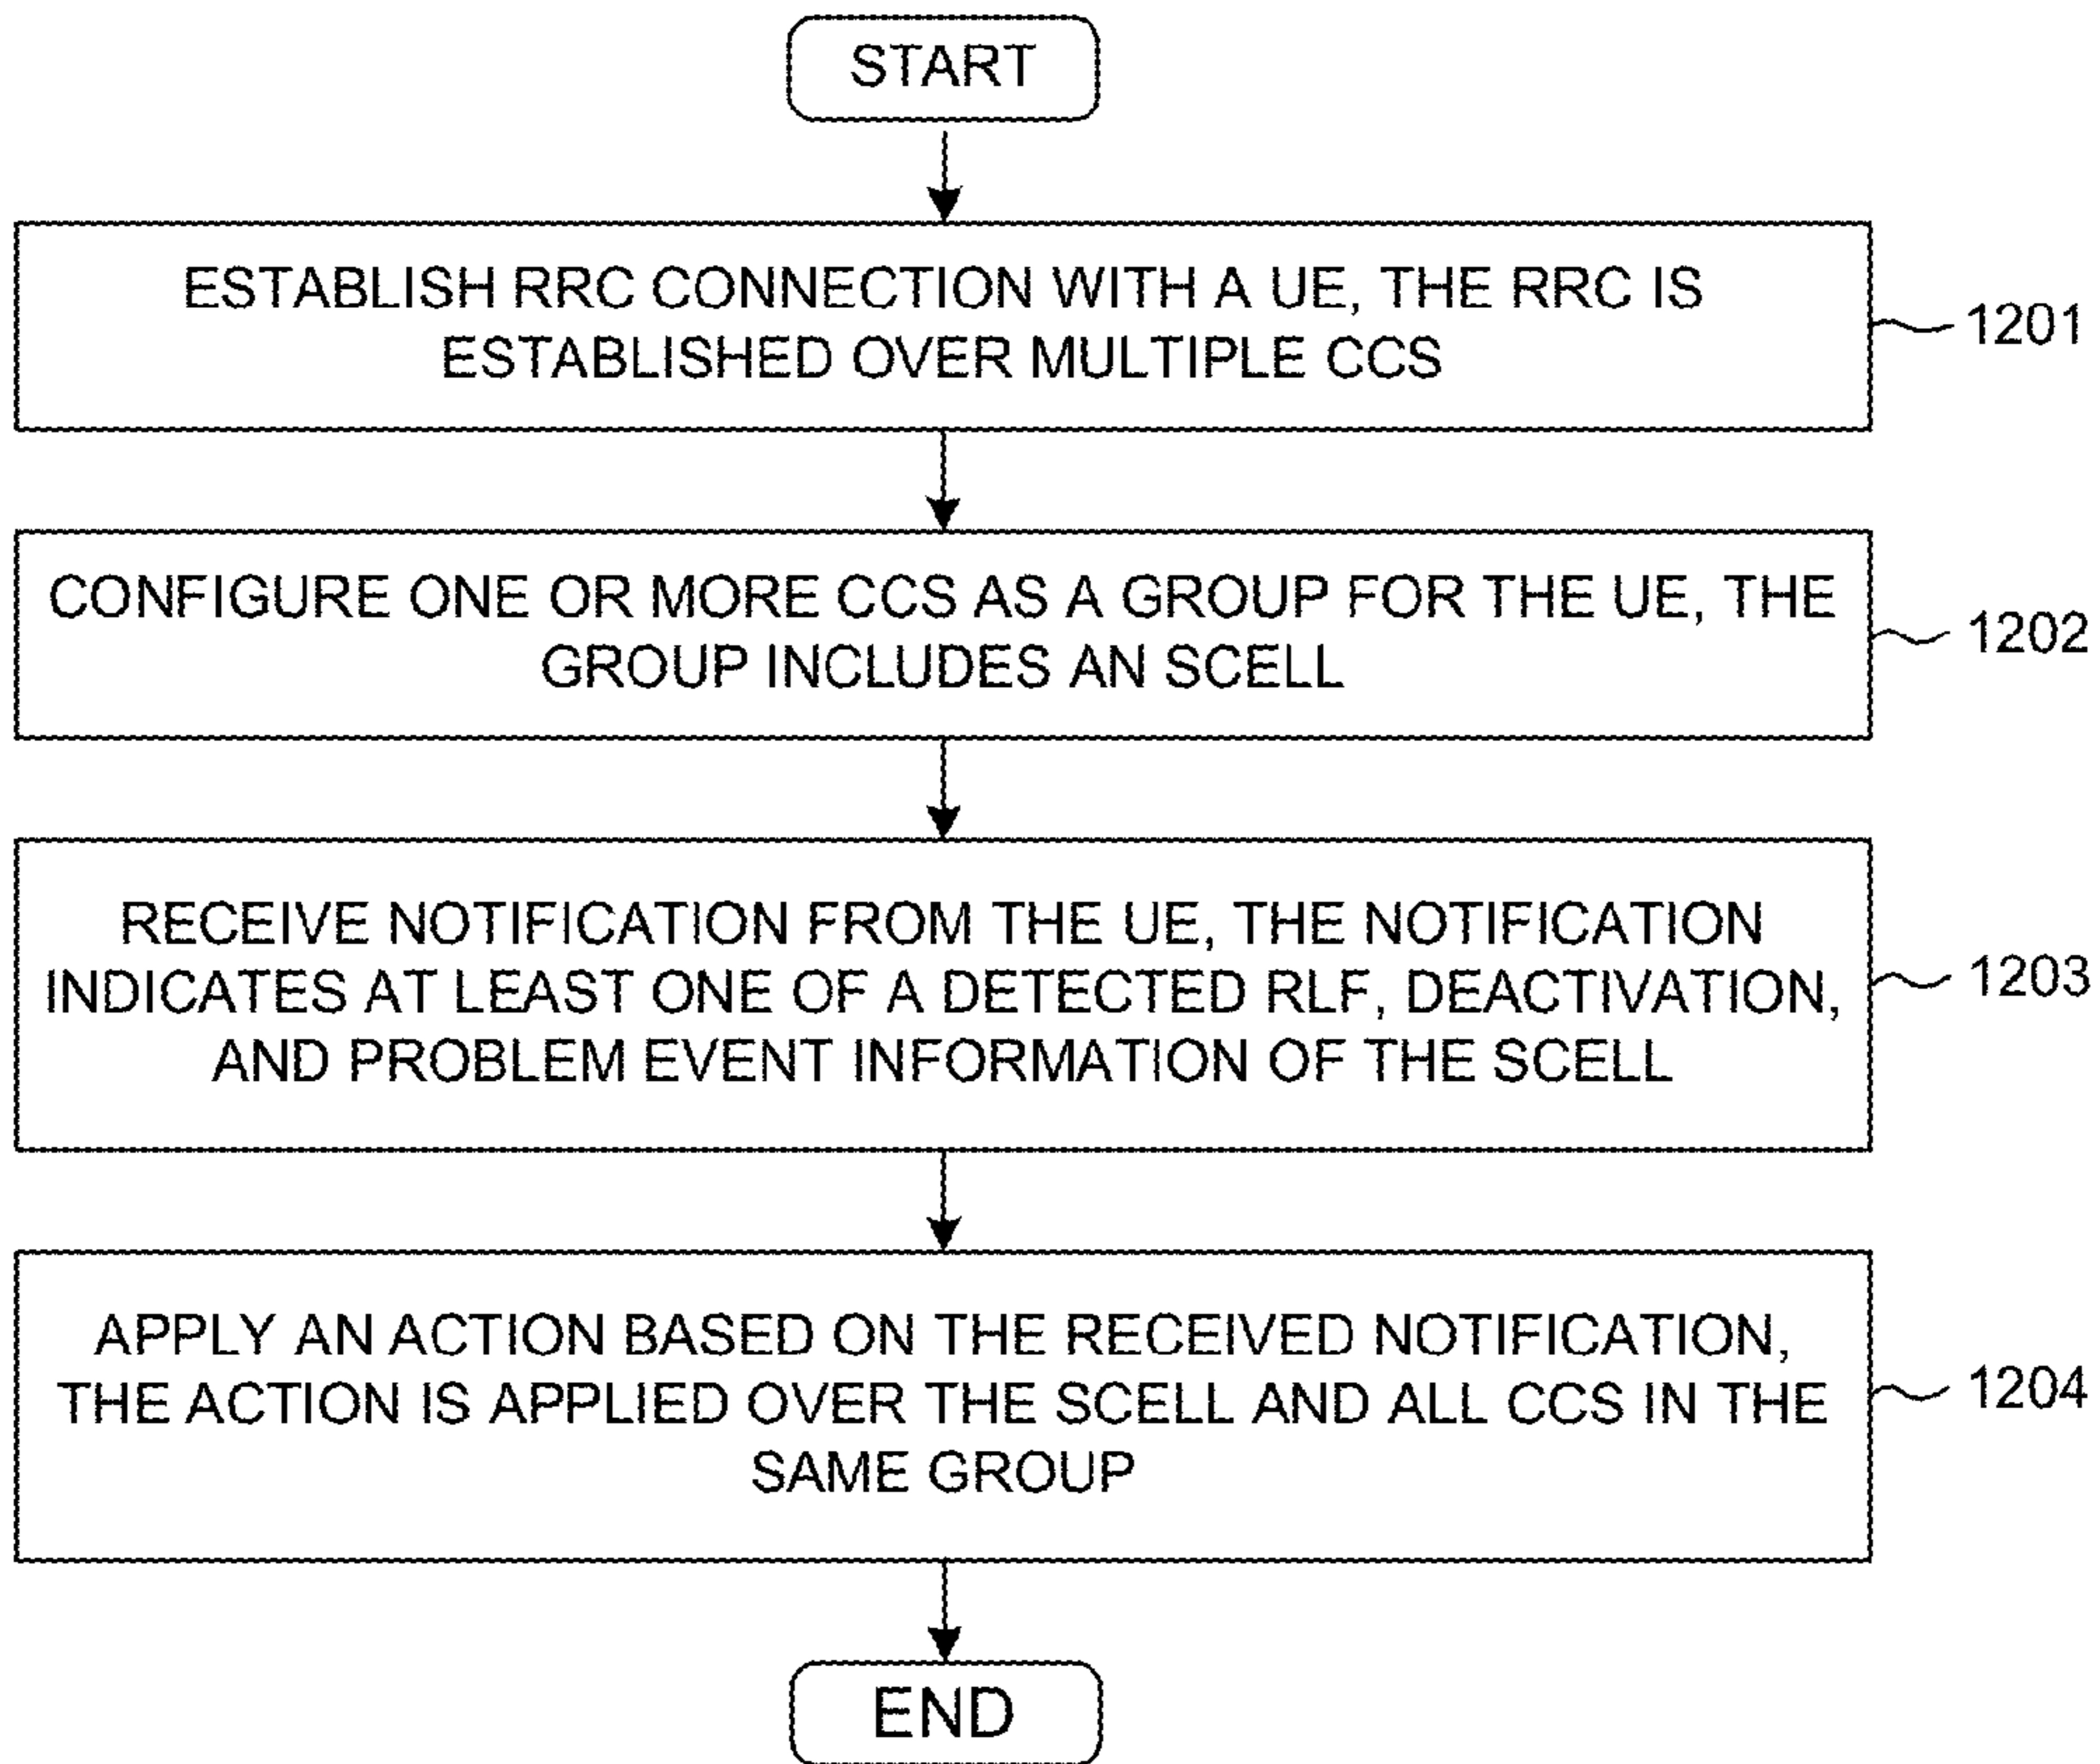 START
ESTABLISH RRC CONNECTION WITH A UE, THE RRC IS
ESTABLISHED OVER MULTIPLE CCS
1201
CONFIGURE ONE OR MORE CCS AS A GROUP FOR THE UE, THE
GROUP INCLUDES AN SCELL
1202
RECEIVE NOTIFICATION FROM THE UE, THE NOTIFICATION
INDICATES AT LEAST ONE OF A DETECTED RLF, DEACTIVATION,
AND PROBLEM EVENT INFORMATION OF THE SCELL
1203
APPLY AN ACTION BASED ON THE RECEIVED NOTIFICATION,
THE ACTION IS APPLIED OVER THE SCELL AND ALL CCS IN THE
SAME GROUP
1204
END